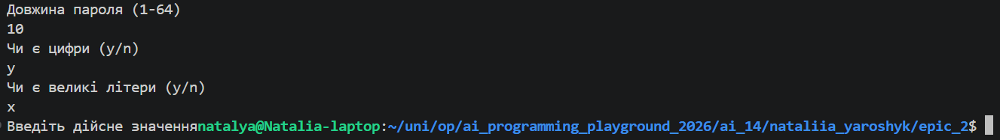 Довжина пароля (1-64)
10
Чи є цифри (y/n)
y
Чи є великі літери (y/n)
x
Введіть дійсне значенняnatalya@Natalia-laptop:~/uni/op/ai_programming_playground_2026/ai_14/nataliia_yaroshyk/epic_2$